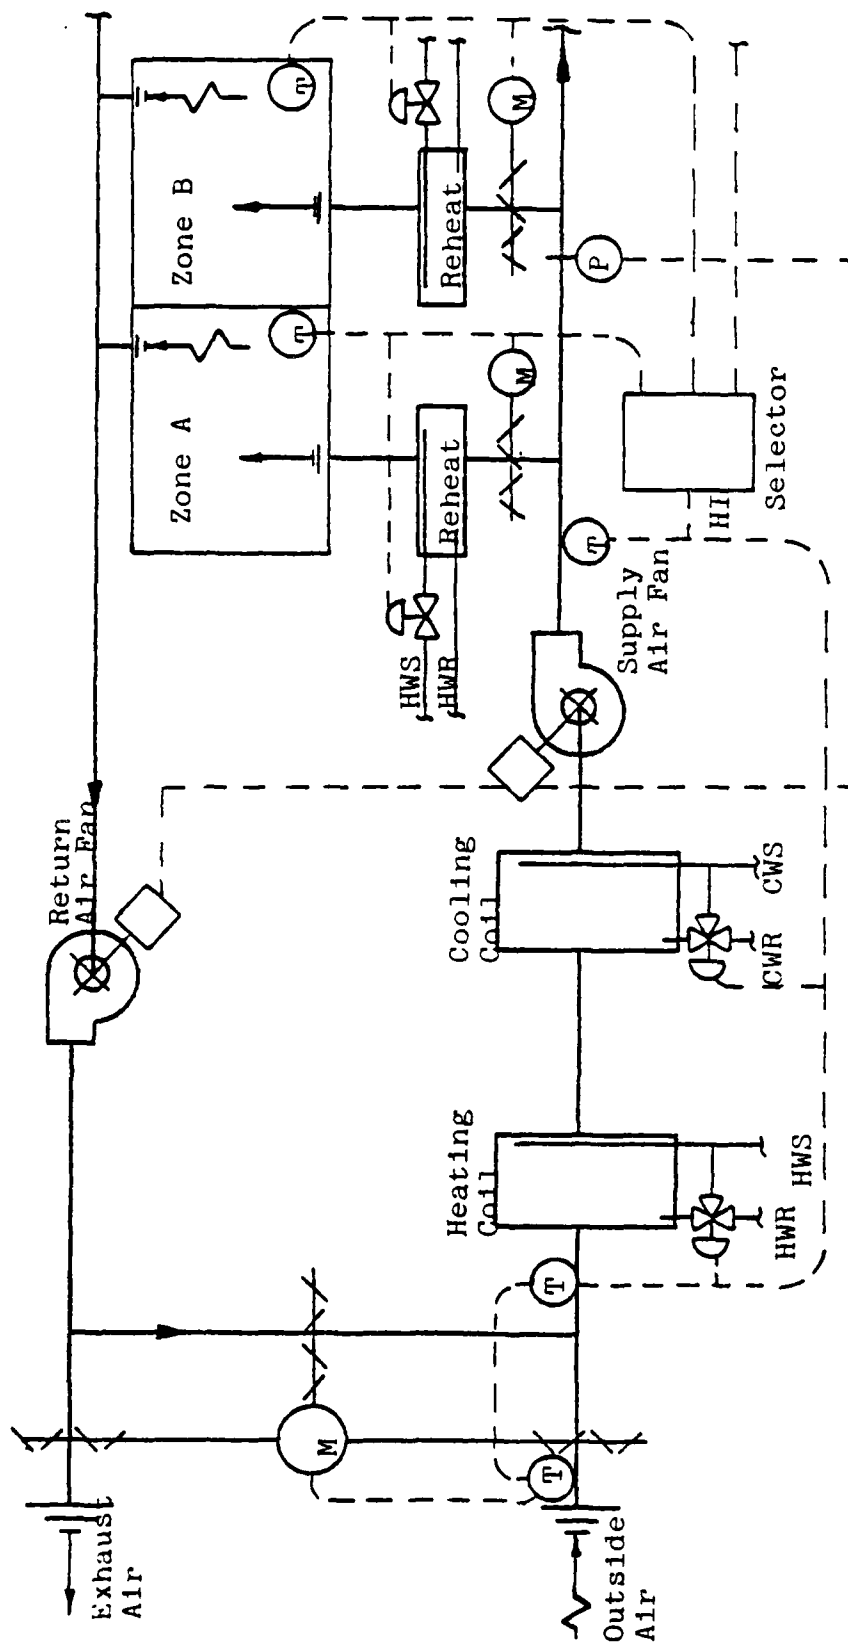 Exhaust
Air
Return
Air Fan
Zone A
Zone B
T
T
HWS
HWR
Reheat
Reheat
M
M
M
T
T
Outside
Air
Heating
Coil
HWR
HWS
Cooling
Coil
CWR
CWS
Supply
Air Fan
T
P
HI
Selector